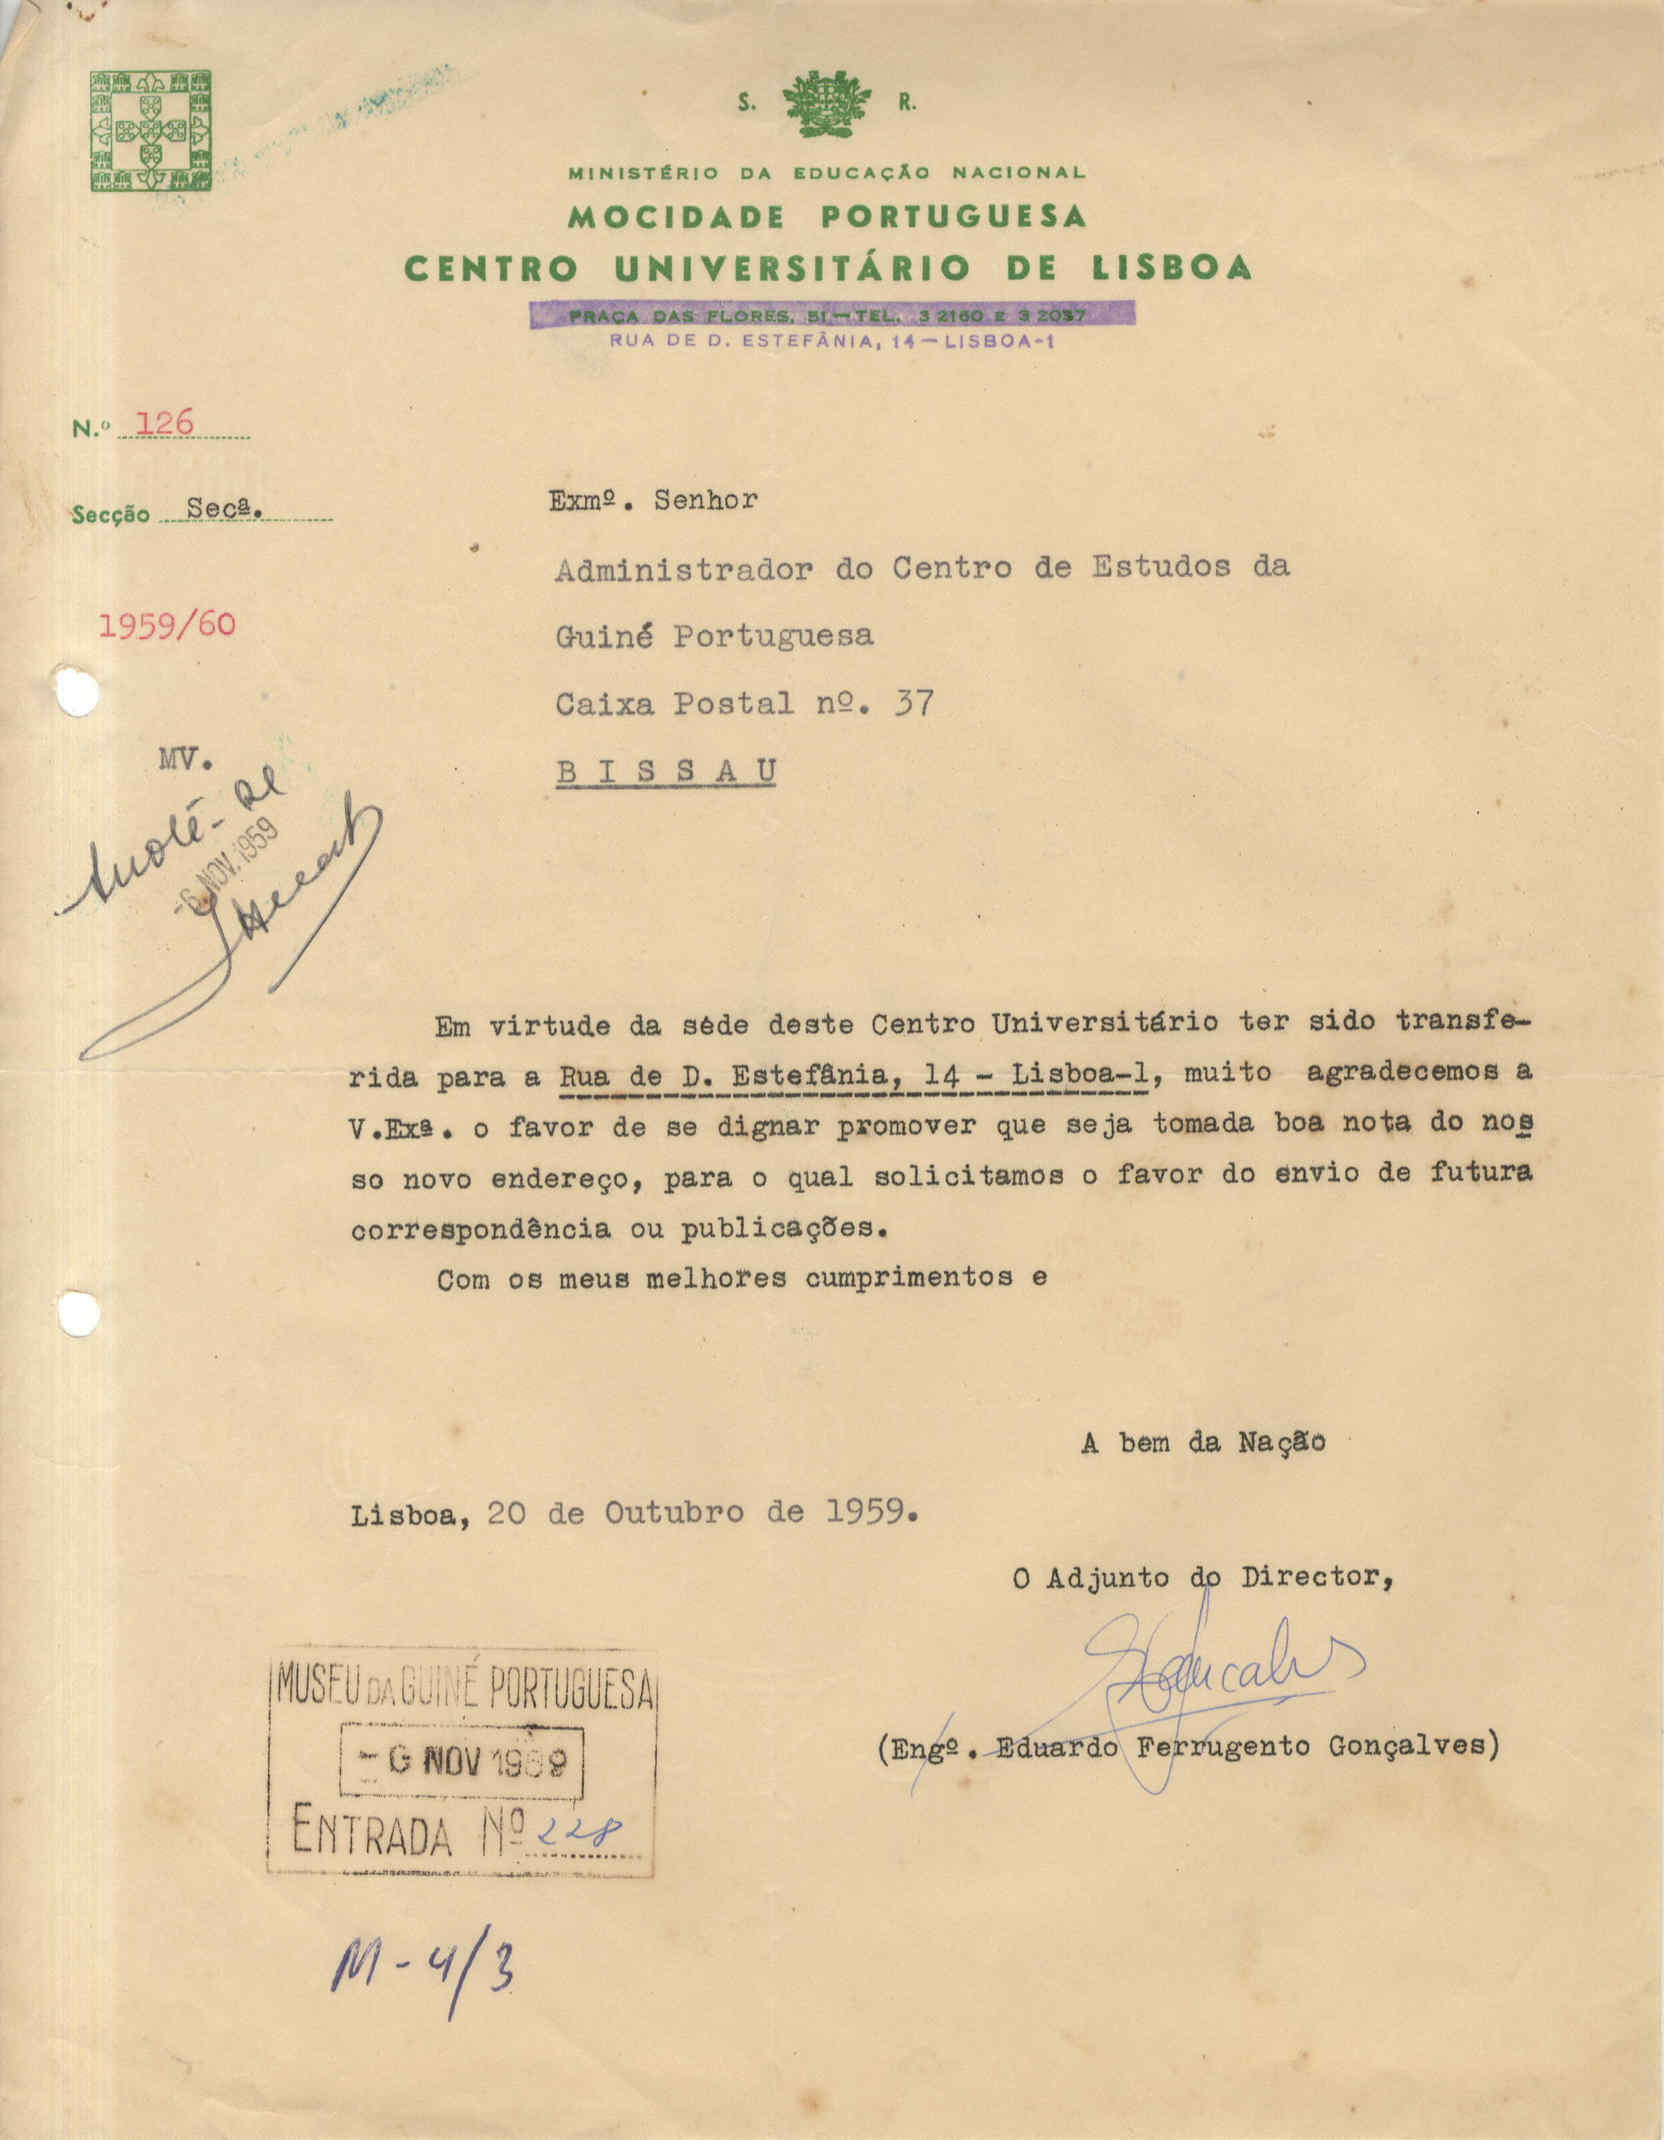 S. R.
MINISTÉRIO DA EDUCAÇÃO NACIONAL
MOCIDADE PORTUGUESA
CENTRO UNIVERSITÁRIO DE LISBOA
PRAÇA DAS FLORES, 51—TEL. 3 2160 E 3 2037
RUA DE D. ESTEFÂNIA, 14—LISBOA-1
N.º 126
Secção Secª.
1959/60
MV.
Anote-se
-6 NOV. 1959
Exmº. Senhor
Administrador do Centro de Estudos da
Guiné Portuguesa
Caixa Postal nº. 37
BISSAU
Em virtude da séde deste Centro Universitário ter sido transfe-
rida para a Rua de D. Estefânia, 14 - Lisboa-1, muito agradecemos a
V.Exª. o favor de se dignar promover que seja tomada boa nota do nos
so novo endereço, para o qual solicitamos o favor do envio de futura
correspondência ou publicações.
Com os meus melhores cumprimentos e
A bem da Nação
Lisboa, 20 de Outubro de 1959.
O Adjunto do Director,
(Engº. Eduardo Ferrugento Gonçalves)
MUSEU DA GUINÉ PORTUGUESA
-6 NOV 1959
ENTRADA Nº 228
M-4/3